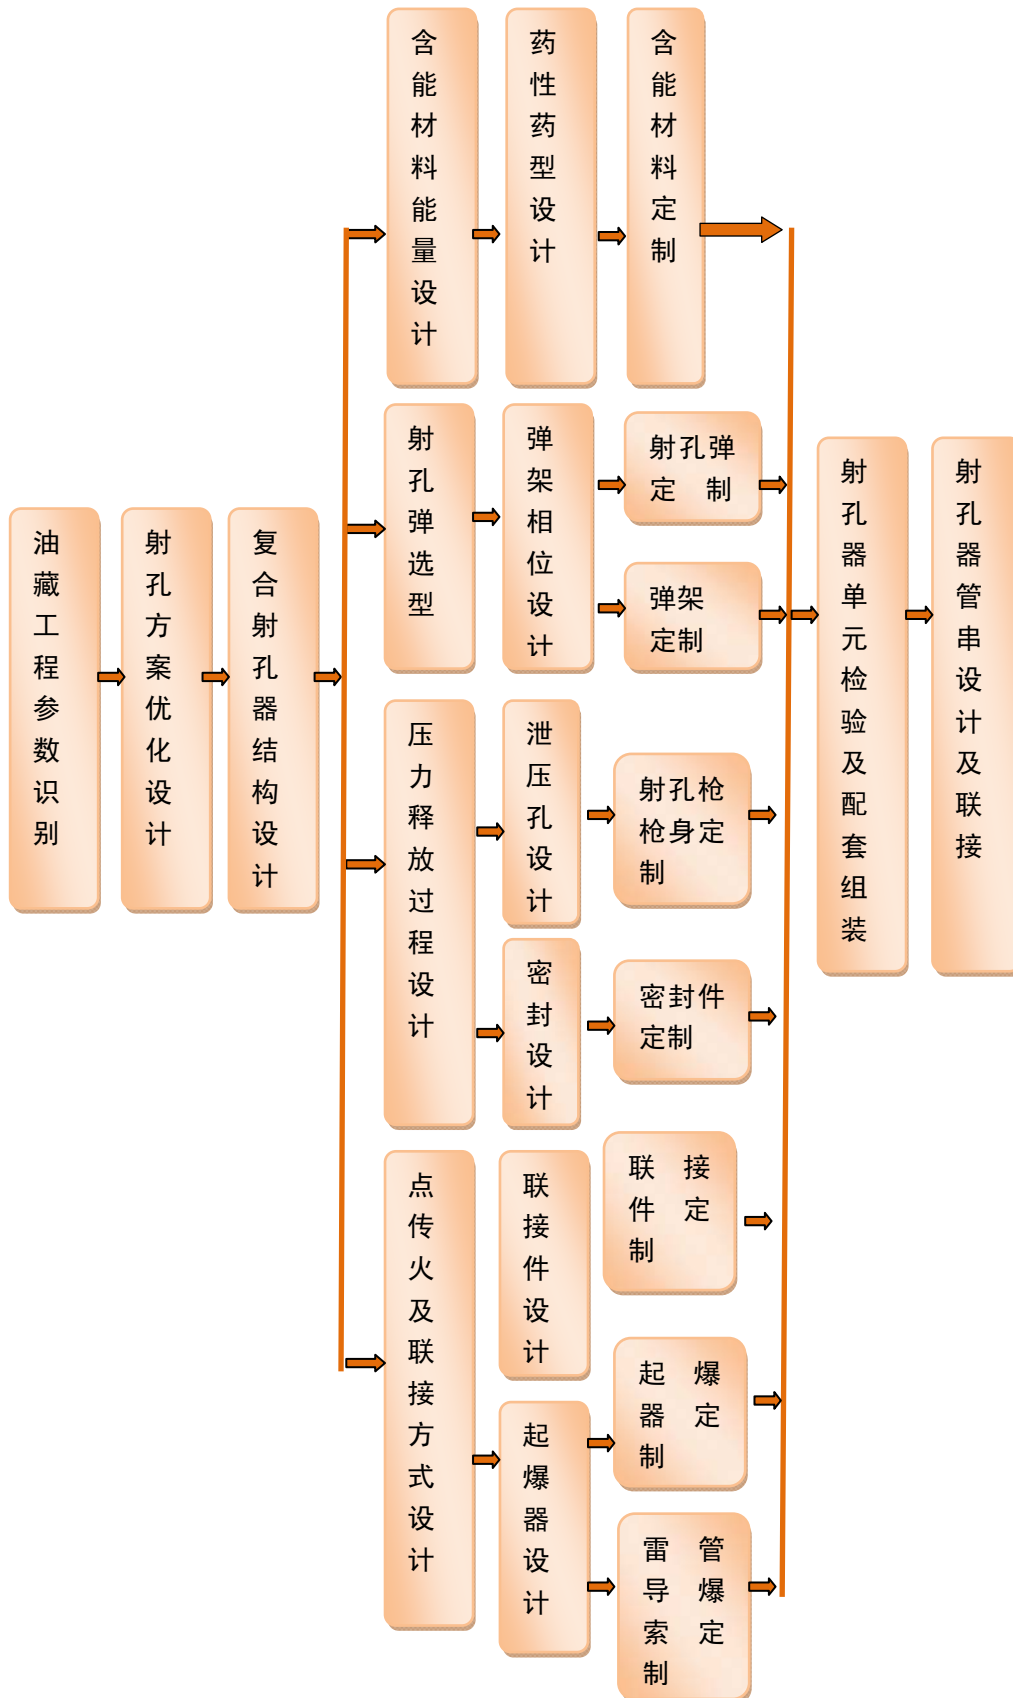 含能材料能量设计
药性药型设计
含能材料定制
射孔弹选型
弹架相位设计
射孔弹
定 制
弹架
定制
油藏工程参数识别
射孔方案优化设计
复合射孔器结构设计
压力释放过程设计
泄压孔设计
射孔枪
枪身定
制
密封设计
密封件
定制
点传火及联接方式设计
联接件设计
联 接
件 定
制
起爆器设计
起 爆
器 定
制
雷 管
导 爆
索 定
制
射孔器单元检验及配套组装
射孔器管串设计及联接